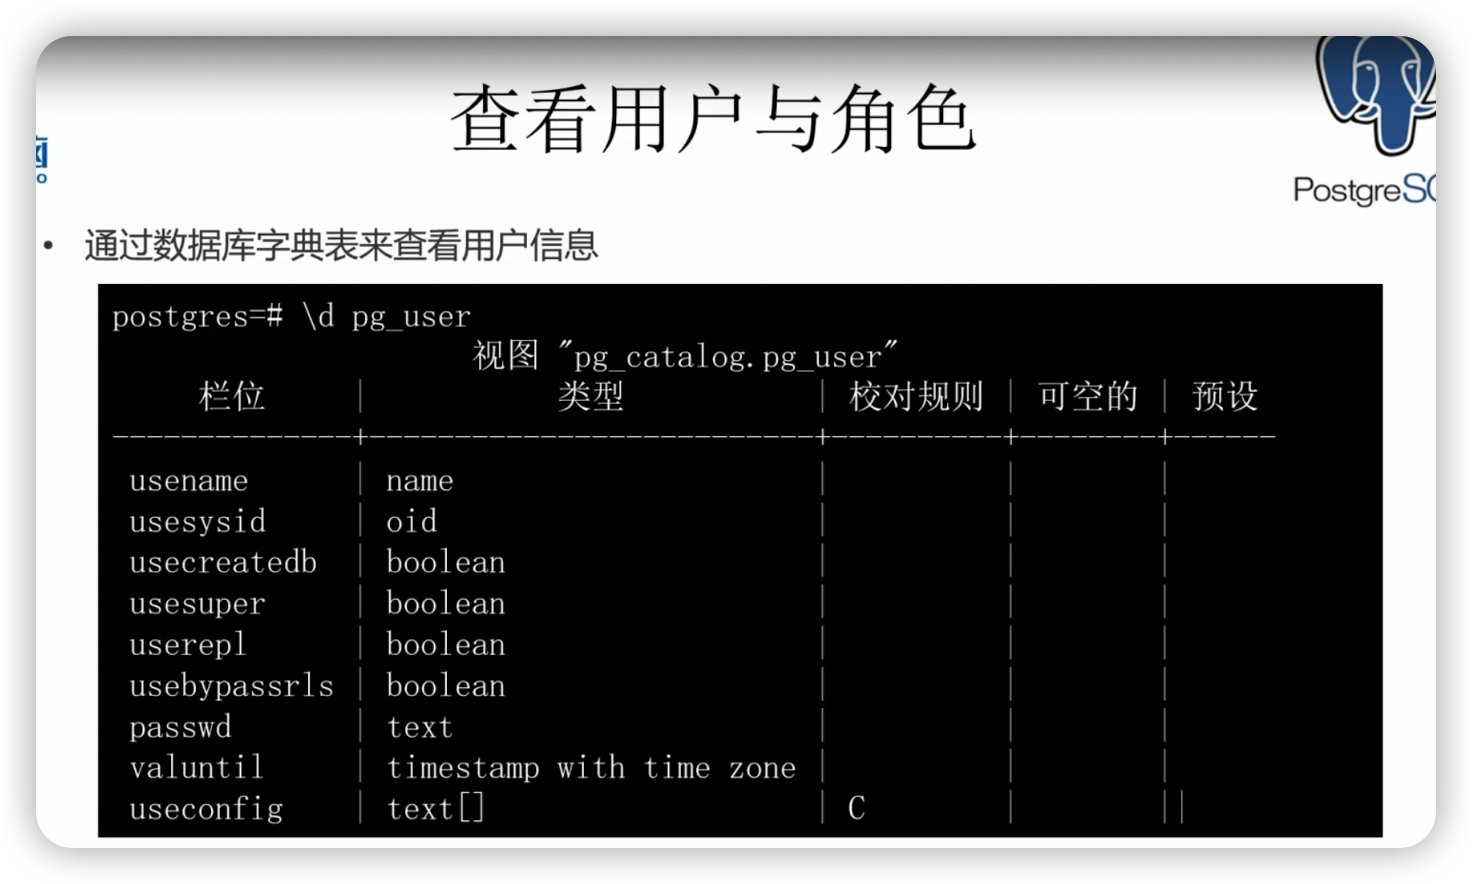 查看用户与角色
PostgreSQ
• 通过数据库字典表来查看用户信息
postgres=# \d pg_user
视图 "pg_catalog.pg_user"
栏位 | 类型 | 校对规则 | 可空的 | 预设
--------------+--------------------------+----------+--------+------
usename | name | | |
usesysid | oid | | |
usecreatedb | boolean | | |
usesuper | boolean | | |
userepl | boolean | | |
usebypassrls | boolean | | |
passwd | text | | |
valuntil | timestamp with time zone | | |
useconfig | text[] | C | |